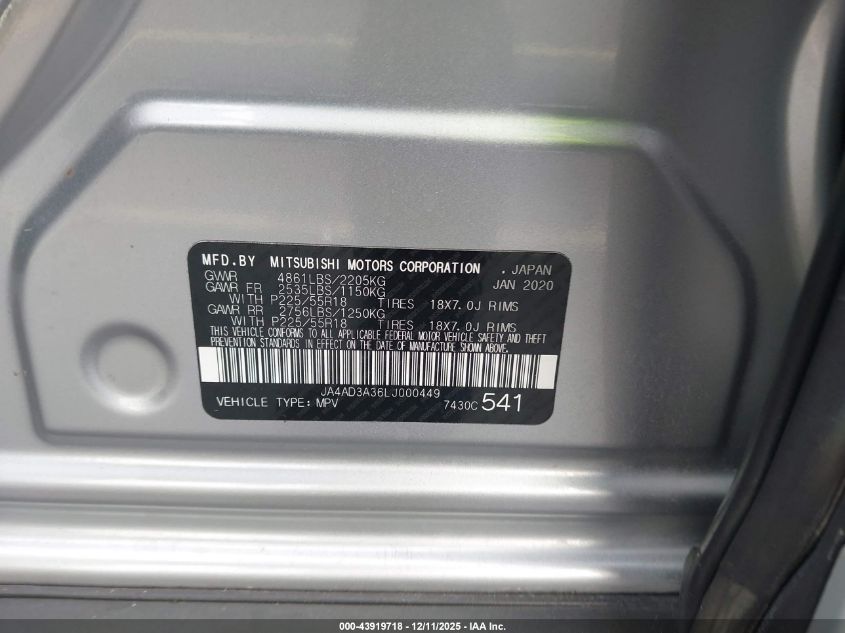 MFD.BY MITSUBISHI MOTORS CORPORATION . JAPAN
GVWR 4861LBS/2205KG JAN 2020
GAWR FR 2535LBS/1150KG
WITH P225/55R18 TIRES 18X7.0J RIMS
GAWR RR 2756LBS/1250KG
WITH P225/55R18 TIRES 18X7.0J RIMS
THIS VEHICLE CONFORMS TO ALL APPLICABLE FEDERAL MOTOR VEHICLE SAFETY AND THEFT
PREVENTION STANDARDS IN EFFECT ON THE DATE OF MANUFACTURE SHOWN ABOVE.
JA4AD3A36LJ000449
VEHICLE TYPE: MPV 7430C 541
000-43919718 - 12/11/2025 - IAA Inc.